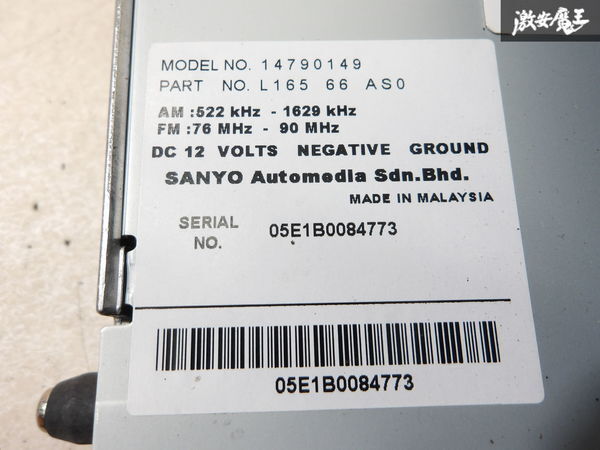 激安魔王
MODEL NO. 14790149
PART NO. L165 66 AS0
AM :522 kHz - 1629 kHz
FM :76 MHz - 90 MHz
DC 12 VOLTS NEGATIVE GROUND
SANYO Automedia Sdn.Bhd.
MADE IN MALAYSIA
SERIAL NO. 05E1B0084773
05E1B0084773